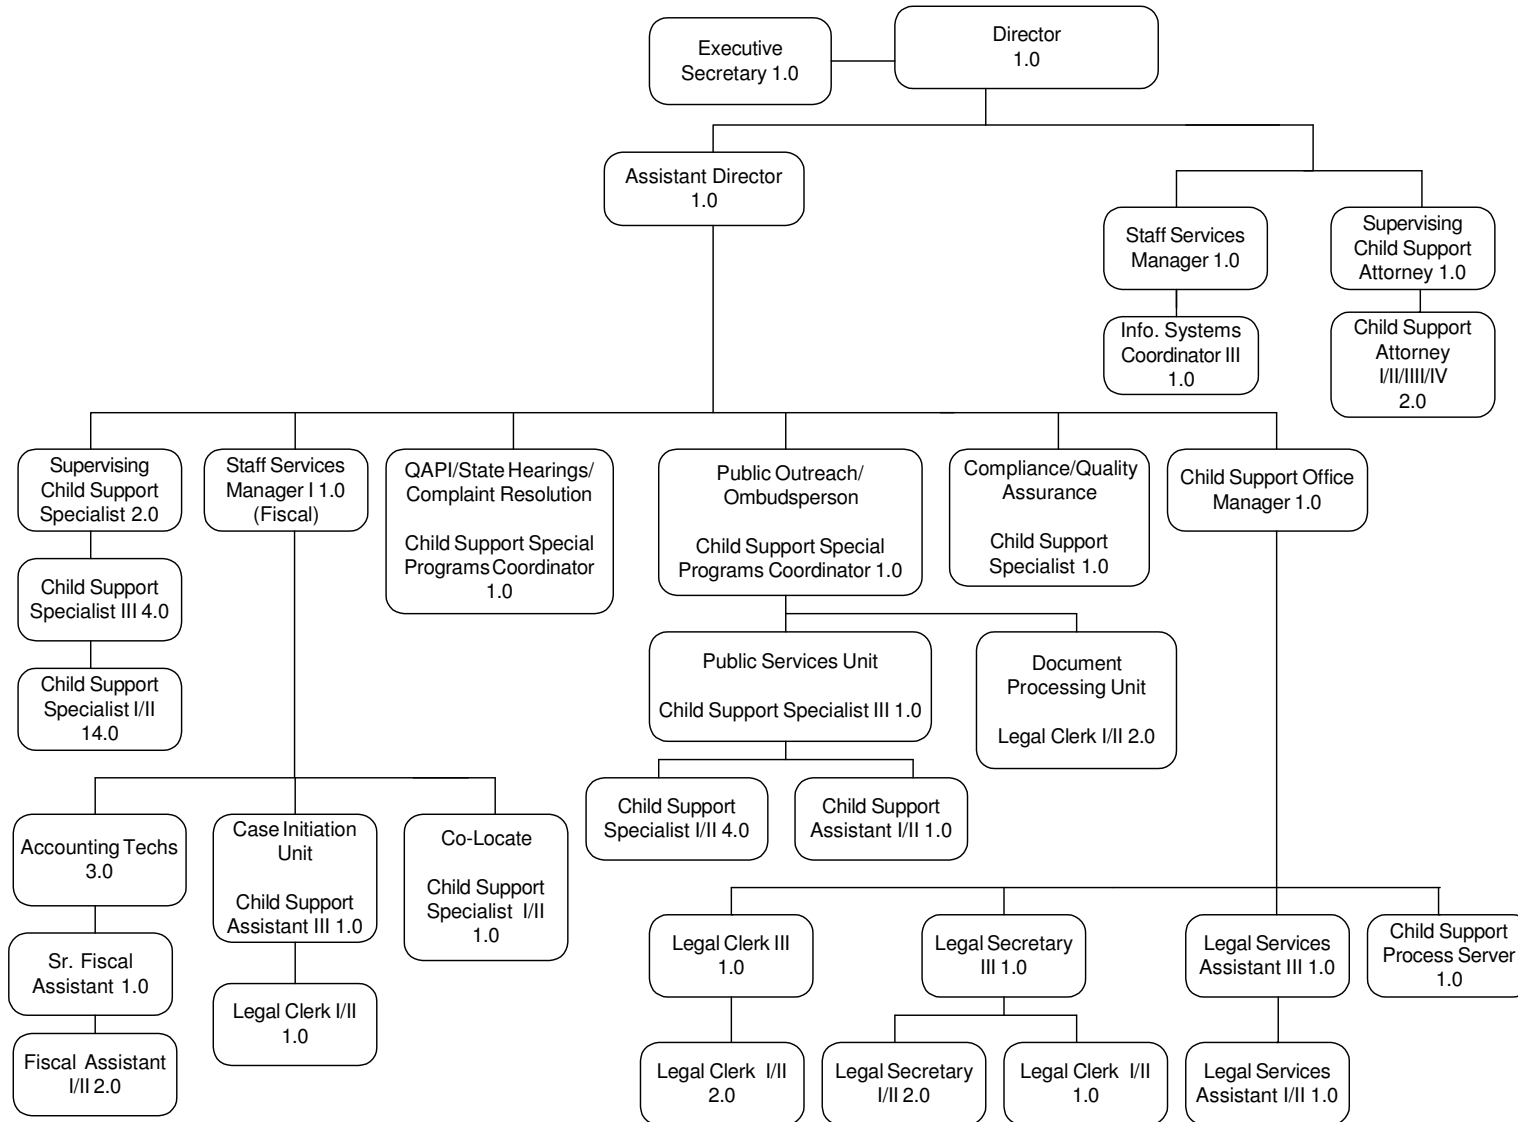 Executive
Secretary 1.0
Director
1.0
Assistant Director
1.0
Staff Services
Manager 1.0
Supervising
Child Support
Attorney 1.0
Info. Systems
Coordinator III
1.0
Child Support
Attorney
I/II/IIII/IV
2.0
Supervising
Child Support
Specialist 2.0
Staff Services
Manager I 1.0
(Fiscal)
QAPI/State Hearings/
Complaint Resolution
Child Support Special
Programs Coordinator
1.0
Public Outreach/
Ombudsperson
Child Support Special
Programs Coordinator 1.0
Compliance/Quality
Assurance
Child Support
Specialist 1.0
Child Support Office
Manager 1.0
Child Support
Specialist III 4.0
Child Support
Specialist I/II
14.0
Public Services Unit
Child Support Specialist III 1.0
Document
Processing Unit
Legal Clerk I/II 2.0
Child Support
Specialist I/II 4.0
Child Support
Assistant I/II 1.0
Accounting Techs
3.0
Case Initiation
Unit
Child Support
Assistant III 1.0
Co-Locate
Child Support
Specialist I/II
1.0
Sr. Fiscal
Assistant 1.0
Legal Clerk I/II
1.0
Fiscal Assistant
I/II 2.0
Legal Clerk III
1.0
Legal Secretary
III 1.0
Legal Services
Assistant III 1.0
Child Support
Process Server
1.0
Legal Clerk I/II
2.0
Legal Secretary
I/II 2.0
Legal Clerk I/II
1.0
Legal Services
Assistant I/II 1.0